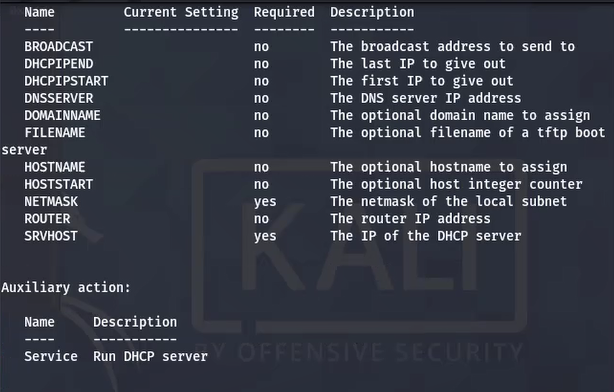 Name Current Setting Required Description
---- --------------- -------- -----------
BROADCAST no The broadcast address to send to
DHCPIPEND no The last IP to give out
DHCPIPSTART no The first IP to give out
DNSSERVER no The DNS server IP address
DOMAINNAME no The optional domain name to assign
FILENAME no The optional filename of a tftp boot
server
HOSTNAME no The optional hostname to assign
HOSTSTART no The optional host integer counter
NETMASK yes The netmask of the local subnet
ROUTER no The router IP address
SRVHOST yes The IP of the DHCP server
KALI
Auxiliary action:
Name Description
---- -----------
BY OFFENSIVE SECURITY
Service Run DHCP server